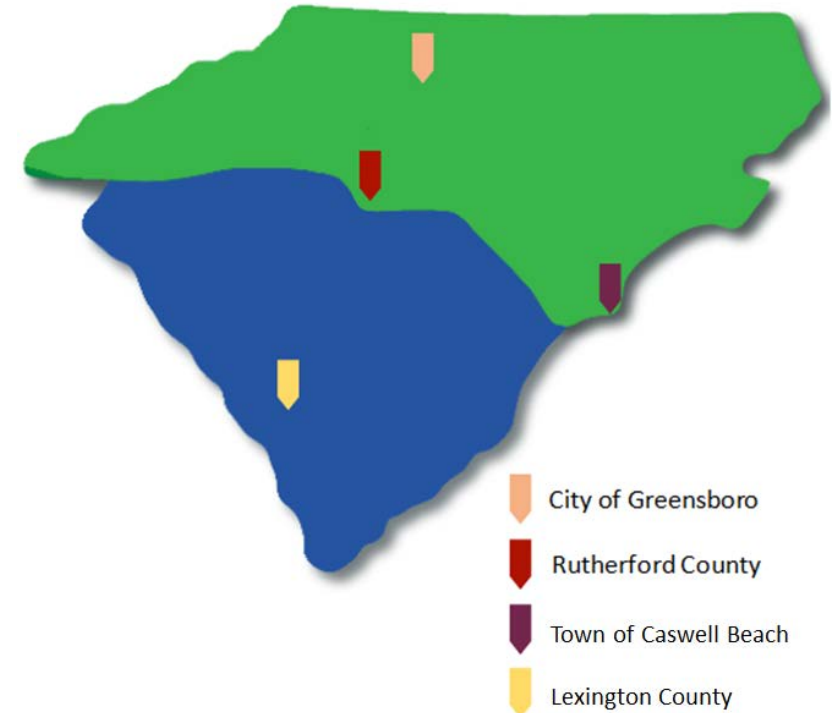 City of Greensboro
Rutherford County
Town of Caswell Beach
Lexington County